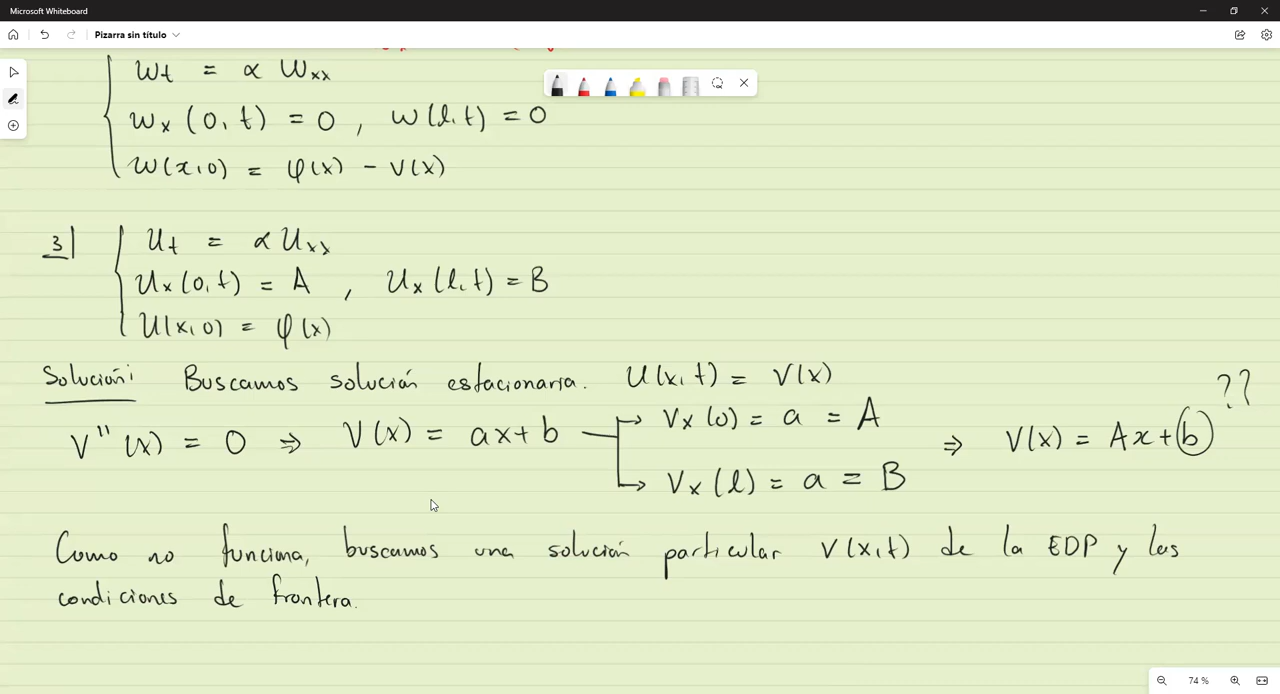 Microsoft Whiteboard
Pizarra sin título
Wt = α Wxx
Wx (0, t) = 0 , W(l,t) = 0
W(x,0) = φ(x) - V(x)
3| Ut = α Uxx
Ux(0,t) = A , Ux(l,t) = B
U(x,0) = φ(x)
Solución: Buscamos solución estacionaria. U(x,t) = V(x)
??
V''(x) = 0 ⇒ V(x) = ax+b
Vx(0) = a = A
Vx(l) = a = B
⇒ V(x) = Ax+b
Como no funciona, buscamos una solución particular V(x,t) de la EDP y las
condiciones de frontera.
74 %